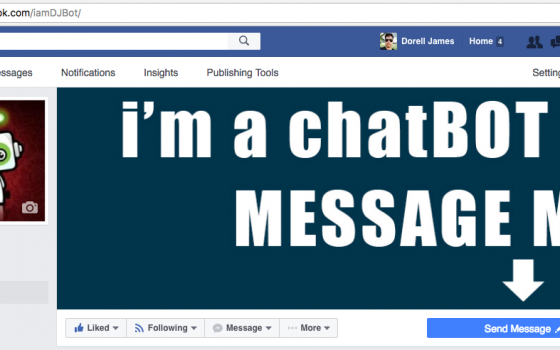 ok.com/iamDJBot/
Dorell James Home 4
essages Notifications Insights Publishing Tools Setting
i'm a chatBOT
MESSAGE M
Liked Following Message More Send Message